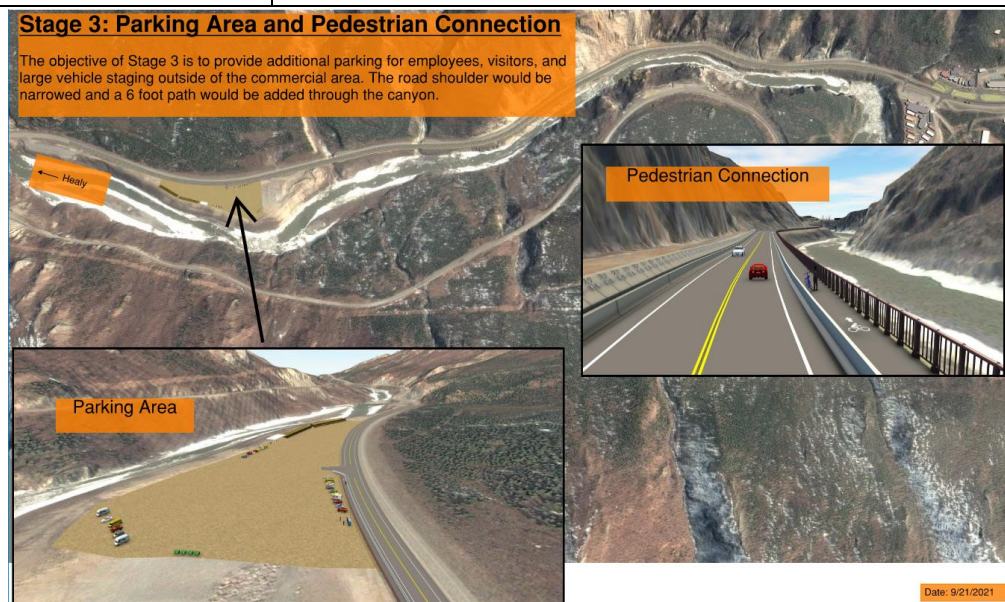 Stage 3: Parking Area and Pedestrian Connection
The objective of Stage 3 is to provide additional parking for employees, visitors, and
large vehicle staging outside of the commercial area. The road shoulder would be
narrowed and a 6 foot path would be added through the canyon.
← Healy
Pedestrian Connection
Parking Area
Date: 9/21/2021